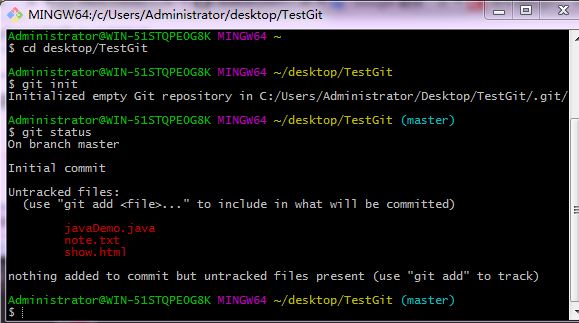 MINGW64:/c/Users/Administrator/desktop/TestGit
Administrator@WIN-51STQPEOG8K MINGW64 ~
$ cd desktop/TestGit
Administrator@WIN-51STQPEOG8K MINGW64 ~/desktop/TestGit
$ git init
Initialized empty Git repository in C:/Users/Administrator/Desktop/TestGit/.git/
Administrator@WIN-51STQPEOG8K MINGW64 ~/desktop/TestGit (master)
$ git status
On branch master
Initial commit
Untracked files:
(use "git add <file>..." to include in what will be committed)
javaDemo.java
note.txt
show.html
nothing added to commit but untracked files present (use "git add" to track)
Administrator@WIN-51STQPEOG8K MINGW64 ~/desktop/TestGit (master)
$